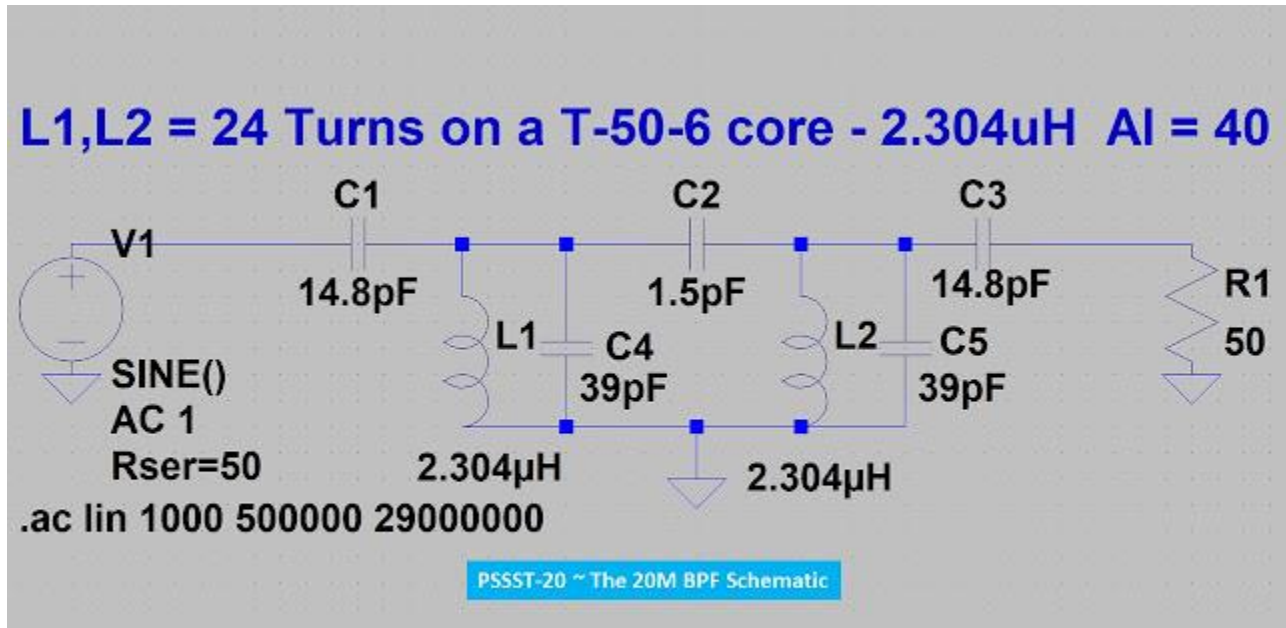 L1,L2 = 24 Turns on a T-50-6 core - 2.304uH  Al = 40
C1
C2
C3
V1
14.8pF
1.5pF
14.8pF
R1
50
+
L1
C4
39pF
L2
C5
39pF
SINE()
AC 1
Rser=50
2.304µH
2.304µH
.ac lin 1000 500000 29000000
PSSST-20 ~ The 20M BPF Schematic